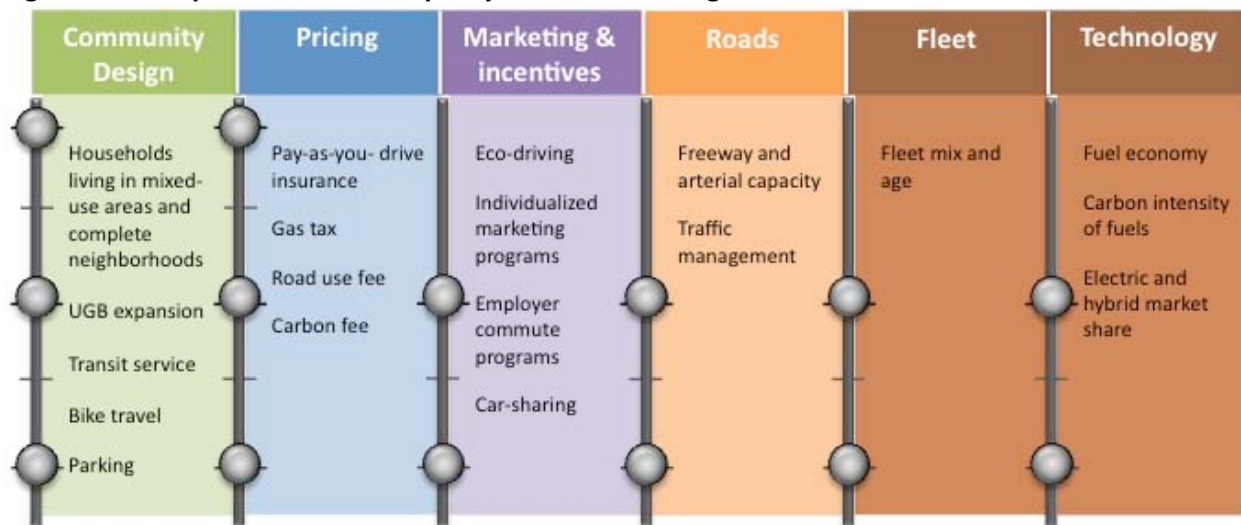 Community
Design
Households
living in mixed-
use areas and
complete
neighborhoods
UGB expansion
Transit service
Bike travel
Parking
Pricing
Pay-as-you- drive
insurance
Gas tax
Road use fee
Carbon fee
Marketing &
incentives
Eco-driving
Individualized
marketing
programs
Employer
commute
programs
Car-sharing
Roads
Freeway and
arterial capacity
Traffic
management
Fleet
Fleet mix and
age
Technology
Fuel economy
Carbon intensity
of fuels
Electric and
hybrid market
share